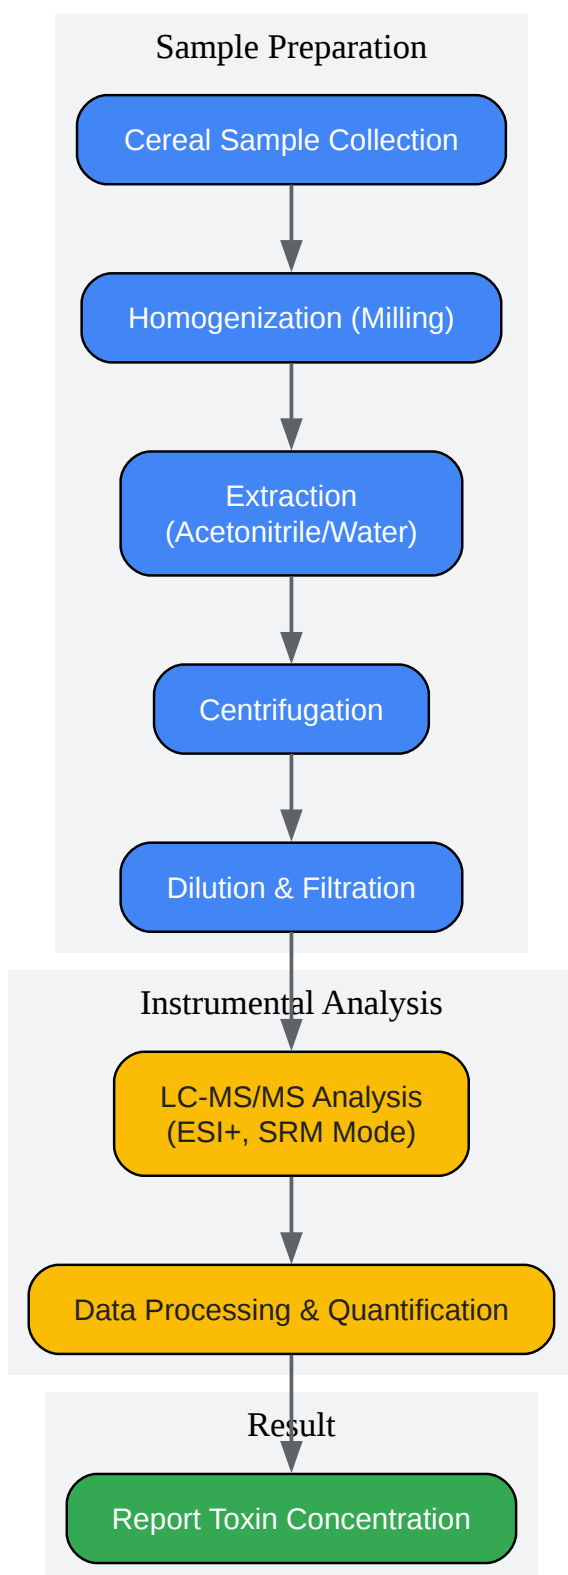 Sample Preparation
Cereal Sample Collection
Homogenization (Milling)
Extraction
(Acetonitrile/Water)
Centrifugation
Dilution & Filtration
Instrumental Analysis
LC-MS/MS Analysis
(ESI+, SRM Mode)
Data Processing & Quantification
Result
Report Toxin Concentration